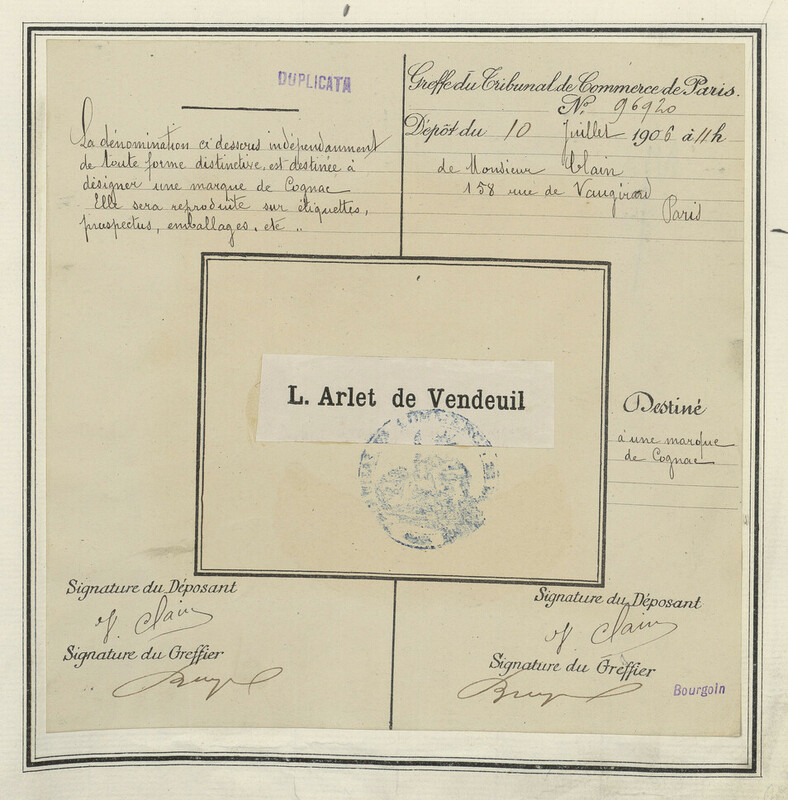 DUPLICATA
La dénomination ci dessous indépendamment
de toute forme distinctive, est destinée à
désigner une marque de Cognac
Elle sera reproduite sur étiquettes,
prospectus, emballages, etc..
Greffe du Tribunal de Commerce de Paris.
N° 96920
Dépôt du 10 Juillet 1906 à 11h
de Monsieur Clain
158 rue de Vaugirard
Paris
L. Arlet de Vendeuil
Destiné
à une marque
de Cognac
Signature du Déposant
Clain
Signature du Greffier
Signature du Déposant
Clain
Signature du Greffier
Bourgoin